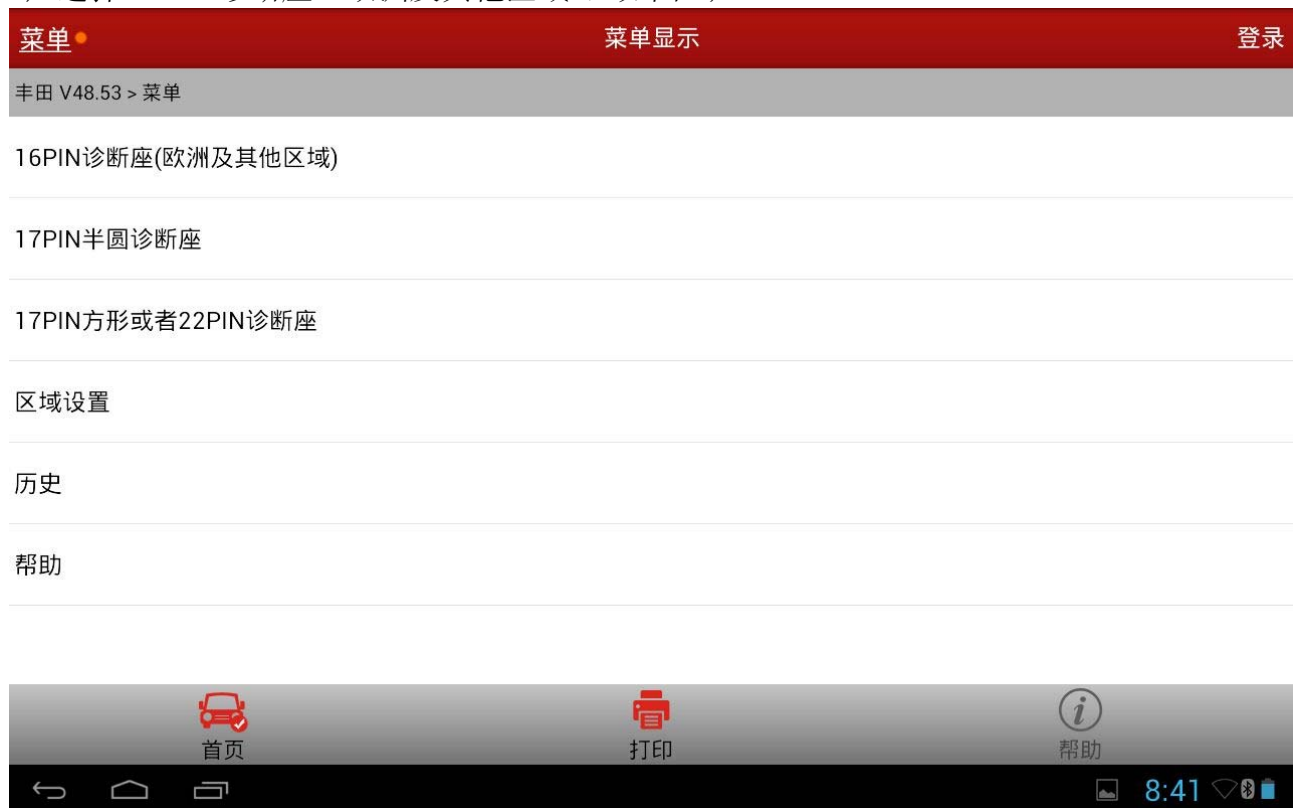 菜单
菜单显示
登录
丰田 V48.53 > 菜单
16PIN诊断座(欧洲及其他区域)
17PIN半圆诊断座
17PIN方形或者22PIN诊断座
区域设置
历史
帮助
首页
打印
帮助
8:41